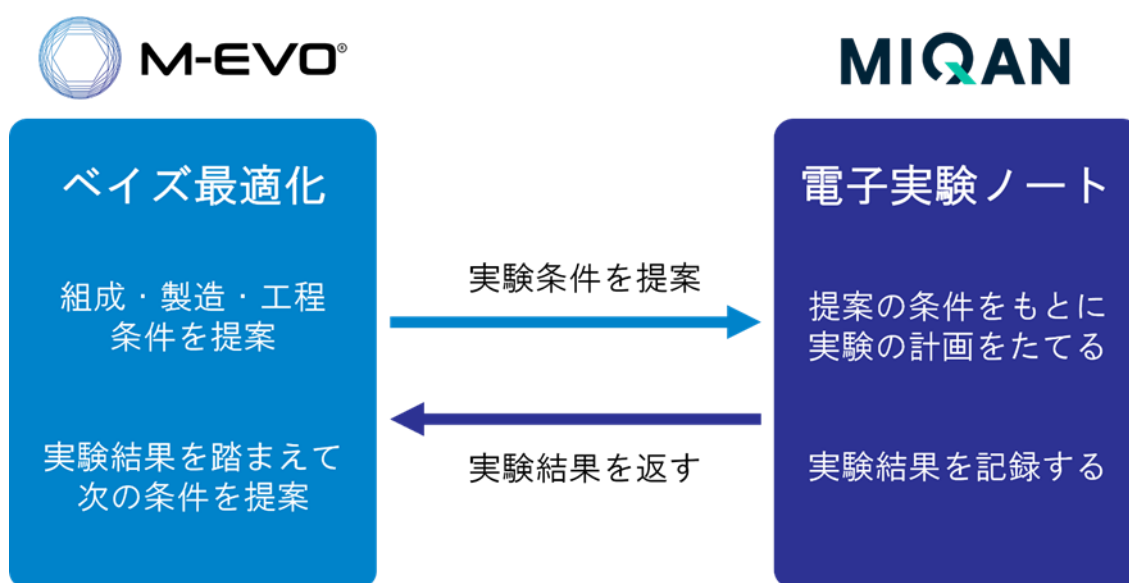 M-EVO®
MIQAN
ベイズ最適化
組成・製造・工程
条件を提案
実験結果を踏まえて
次の条件を提案
実験条件を提案
実験結果を返す
電子実験ノート
提案の条件をもとに
実験の計画をたてる
実験結果を記録する